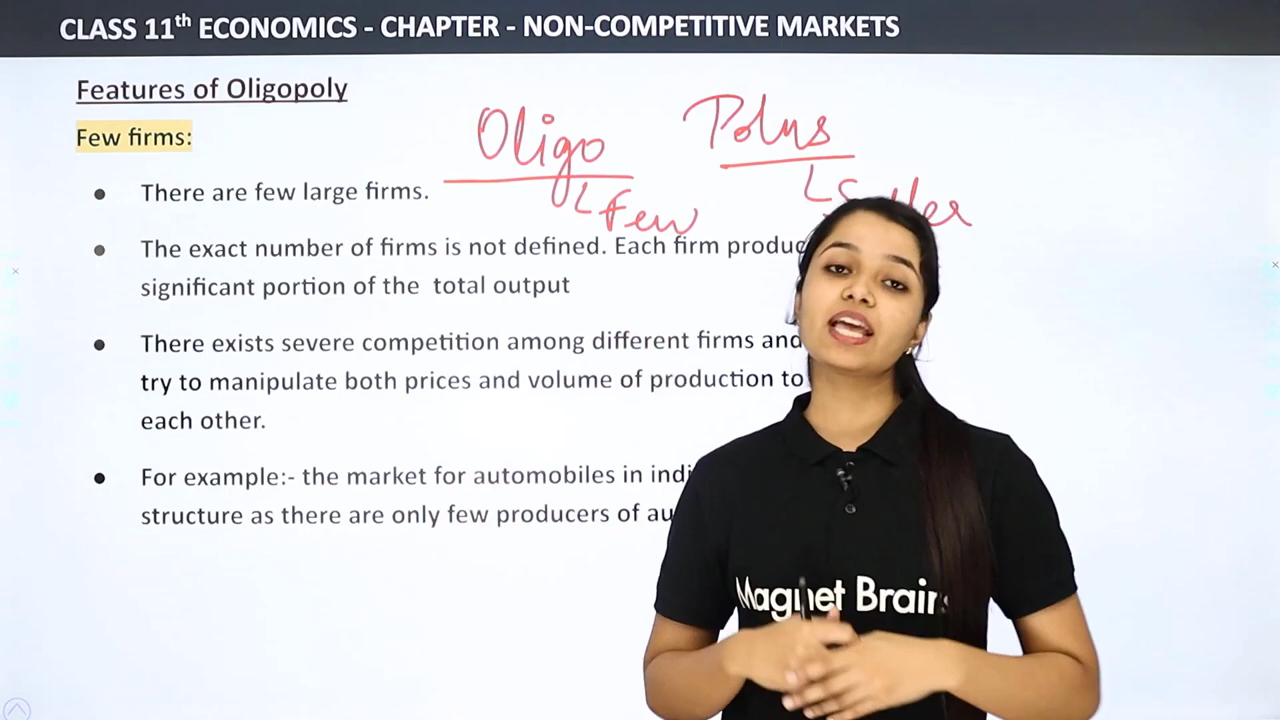 CLASS 11th ECONOMICS - CHAPTER - NON-COMPETITIVE MARKETS
Features of Oligopoly
Oligo Polus
Few firms:
There are few large firms.
Few
The exact number of firms is not defined. Each firm
significant portion of the total output
There exists severe competition among different firms and
try to manipulate both prices and volume of production to
each other.
For example:- the market for automobiles in
structure as there are only few producers of
Magnet Brains